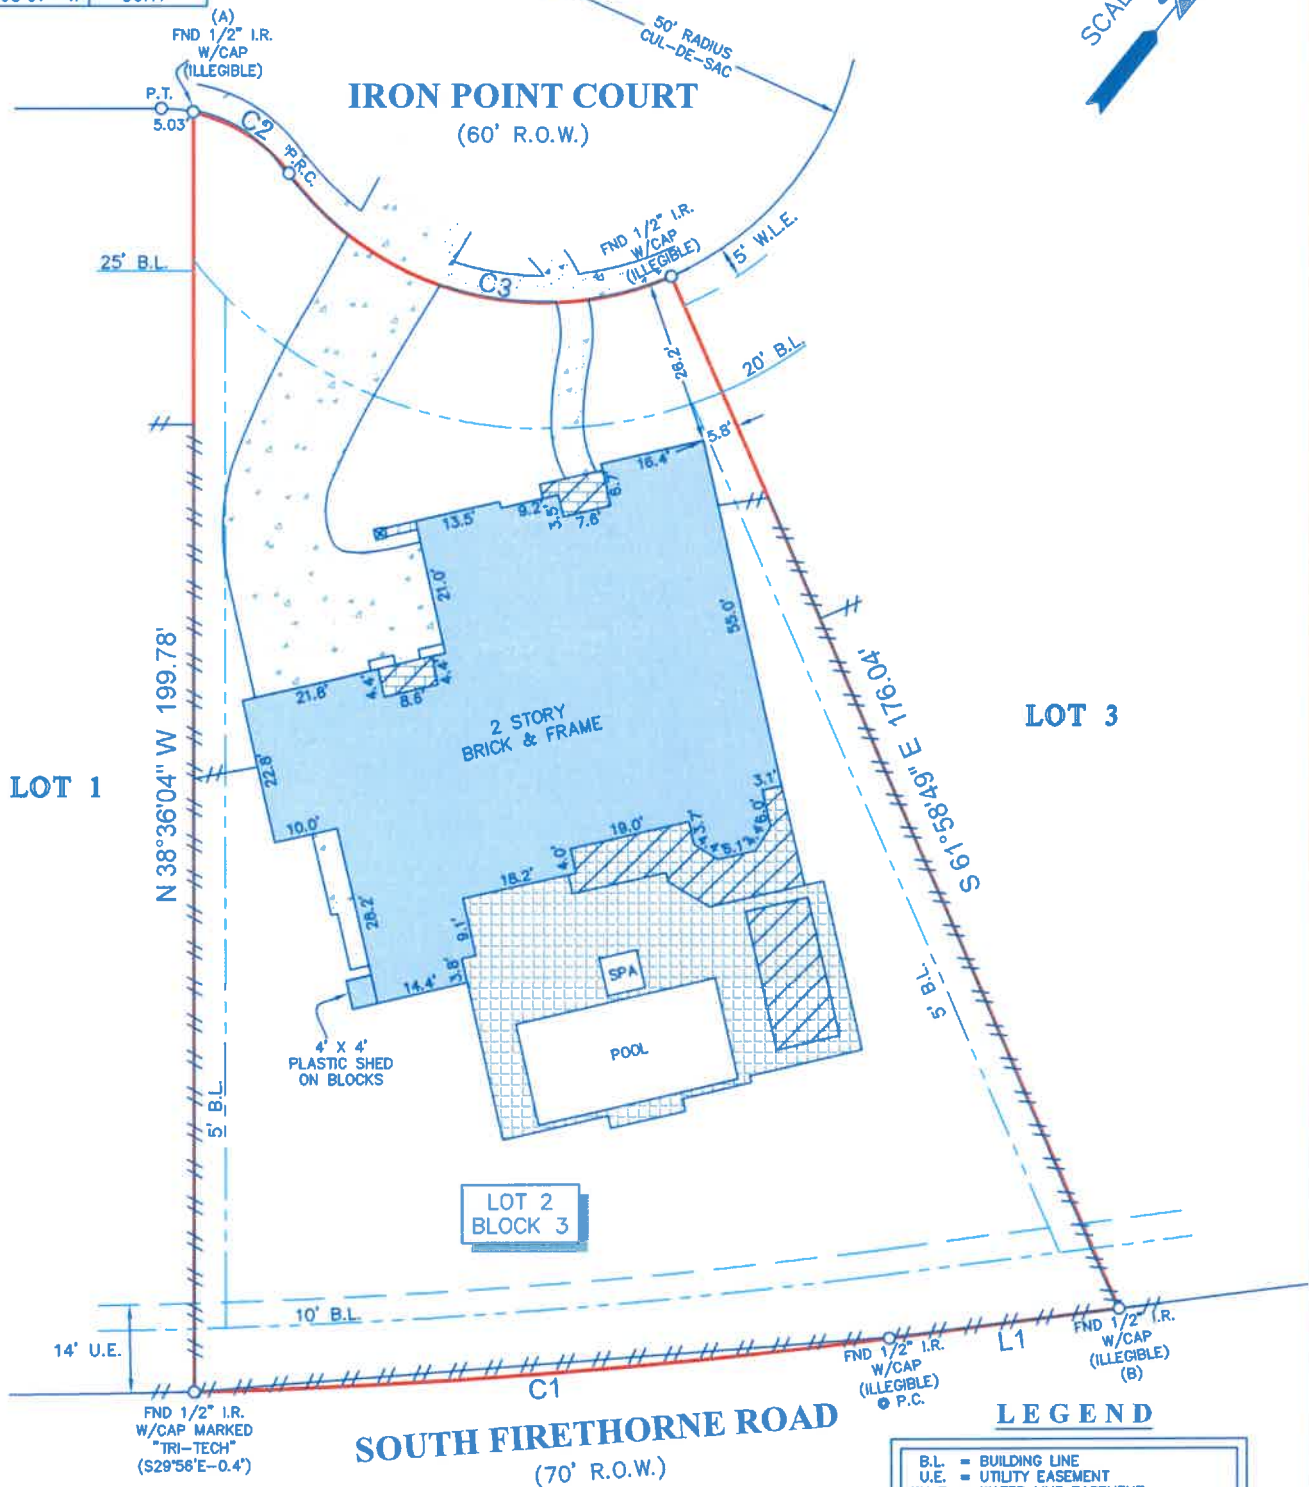 (A)
FND 1/2" I.R.
W/CAP
(ILLEGIBLE)
P.T.
5.03'
C2
P.R.C.
50' RADIUS
CUL-DE-SAC
IRON POINT COURT
(60' R.O.W.)
FND 1/2" I.R.
W/CAP
(ILLEGIBLE)
5' W.L.E.
25' B.L.
C3
26.2'
20' B.L.
5.8'
16.4'
6.7'
13.5'
9.2'
3.5'
7.6'
21.0'
55.0'
4.4'
21.8'
4.4'
8.6'
N 38°36'04" W 199.78'
S 61°58'49" E 176.04'
2 STORY
BRICK & FRAME
LOT 3
LOT 1
22.8'
10.0'
3.1'
6.0'
3.7'
5.1'
19.0'
4.0'
18.2'
28.2'
9.1'
3.8'
14.4'
SPA
POOL
5' B.L.
4' X 4'
PLASTIC SHED
ON BLOCKS
5' B.L.
LOT 2
BLOCK 3
10' B.L.
14' U.E.
C1
L1
FND 1/2" I.R.
W/CAP
(ILLEGIBLE)
@ P.C.
FND 1/2" I.R.
W/CAP
(ILLEGIBLE)
(B)
FND 1/2" I.R.
W/CAP MARKED
"TRI-TECH"
(S29°56'E-0.4')
SOUTH FIRETHORNE ROAD
(70' R.O.W.)
LEGEND
B.L. = BUILDING LINE
U.E. = UTILITY EASEMENT